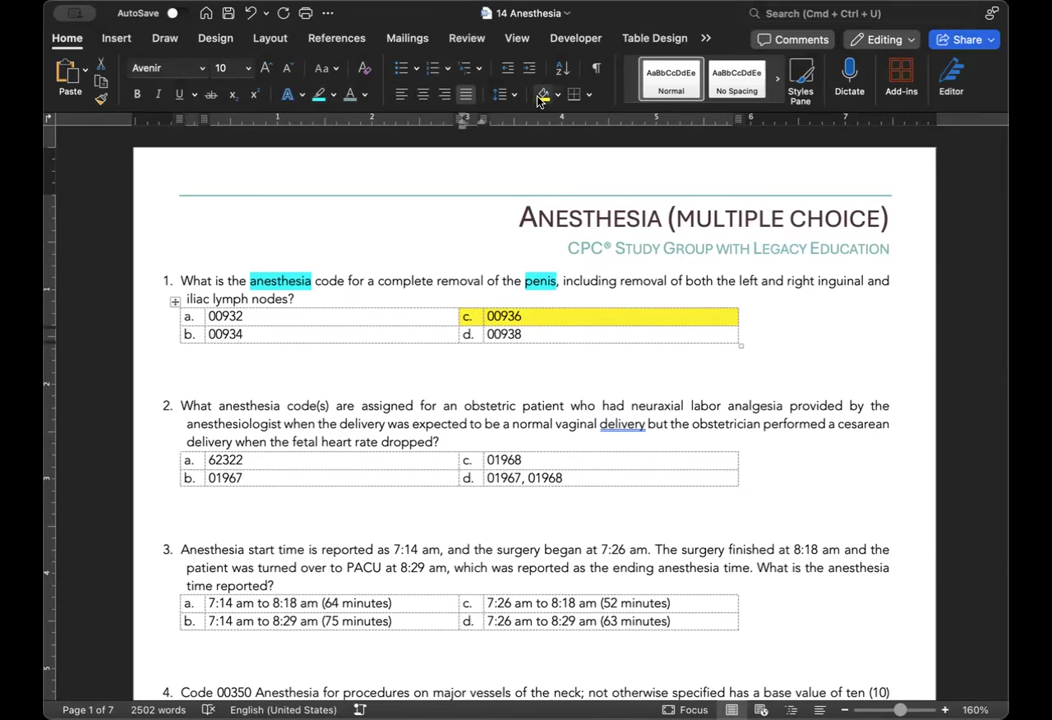 AutoSave
14 Anesthesia
Search (Cmd + Ctrl + U)
Home
Insert
Draw
Design
Layout
References
Mailings
Review
View
Developer
Table Design
Comments
Editing
Share
Paste
Avenir
10
AaBbCcDdEe
Normal
AaBbCcDdEe
No Spacing
Styles
Pane
Dictate
Add-ins
Editor
1 2 3 4 5 6 7
ANESTHESIA (MULTIPLE CHOICE)
CPC® STUDY GROUP WITH LEGACY EDUCATION
1. What is the anesthesia code for a complete removal of the penis, including removal of both the left and right inguinal and
iliac lymph nodes?
a. 00932 c. 00936
b. 00934 d. 00938
2. What anesthesia code(s) are assigned for an obstetric patient who had neuraxial labor analgesia provided by the
anesthesiologist when the delivery was expected to be a normal vaginal delivery but the obstetrician performed a cesarean
delivery when the fetal heart rate dropped?
a. 62322 c. 01968
b. 01967 d. 01967, 01968
3. Anesthesia start time is reported as 7:14 am, and the surgery began at 7:26 am. The surgery finished at 8:18 am and the
patient was turned over to PACU at 8:29 am, which was reported as the ending anesthesia time. What is the anesthesia
time reported?
a. 7:14 am to 8:18 am (64 minutes) c. 7:26 am to 8:18 am (52 minutes)
b. 7:14 am to 8:29 am (75 minutes) d. 7:26 am to 8:29 am (63 minutes)
4. Code 00350 Anesthesia for procedures on major vessels of the neck; not otherwise specified has a base value of ten (10)
Page 1 of 7
2502 words
English (United States)
Focus
160%